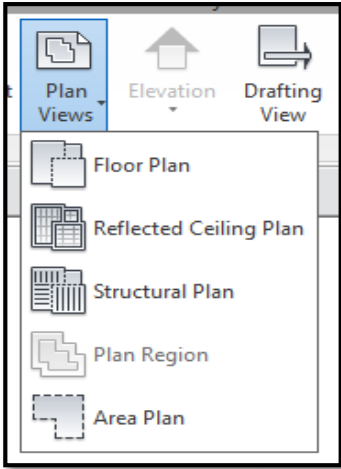 Plan
Views
Elevation
Drafting
View
Floor Plan
Reflected Ceiling Plan
Structural Plan
Plan Region
Area Plan